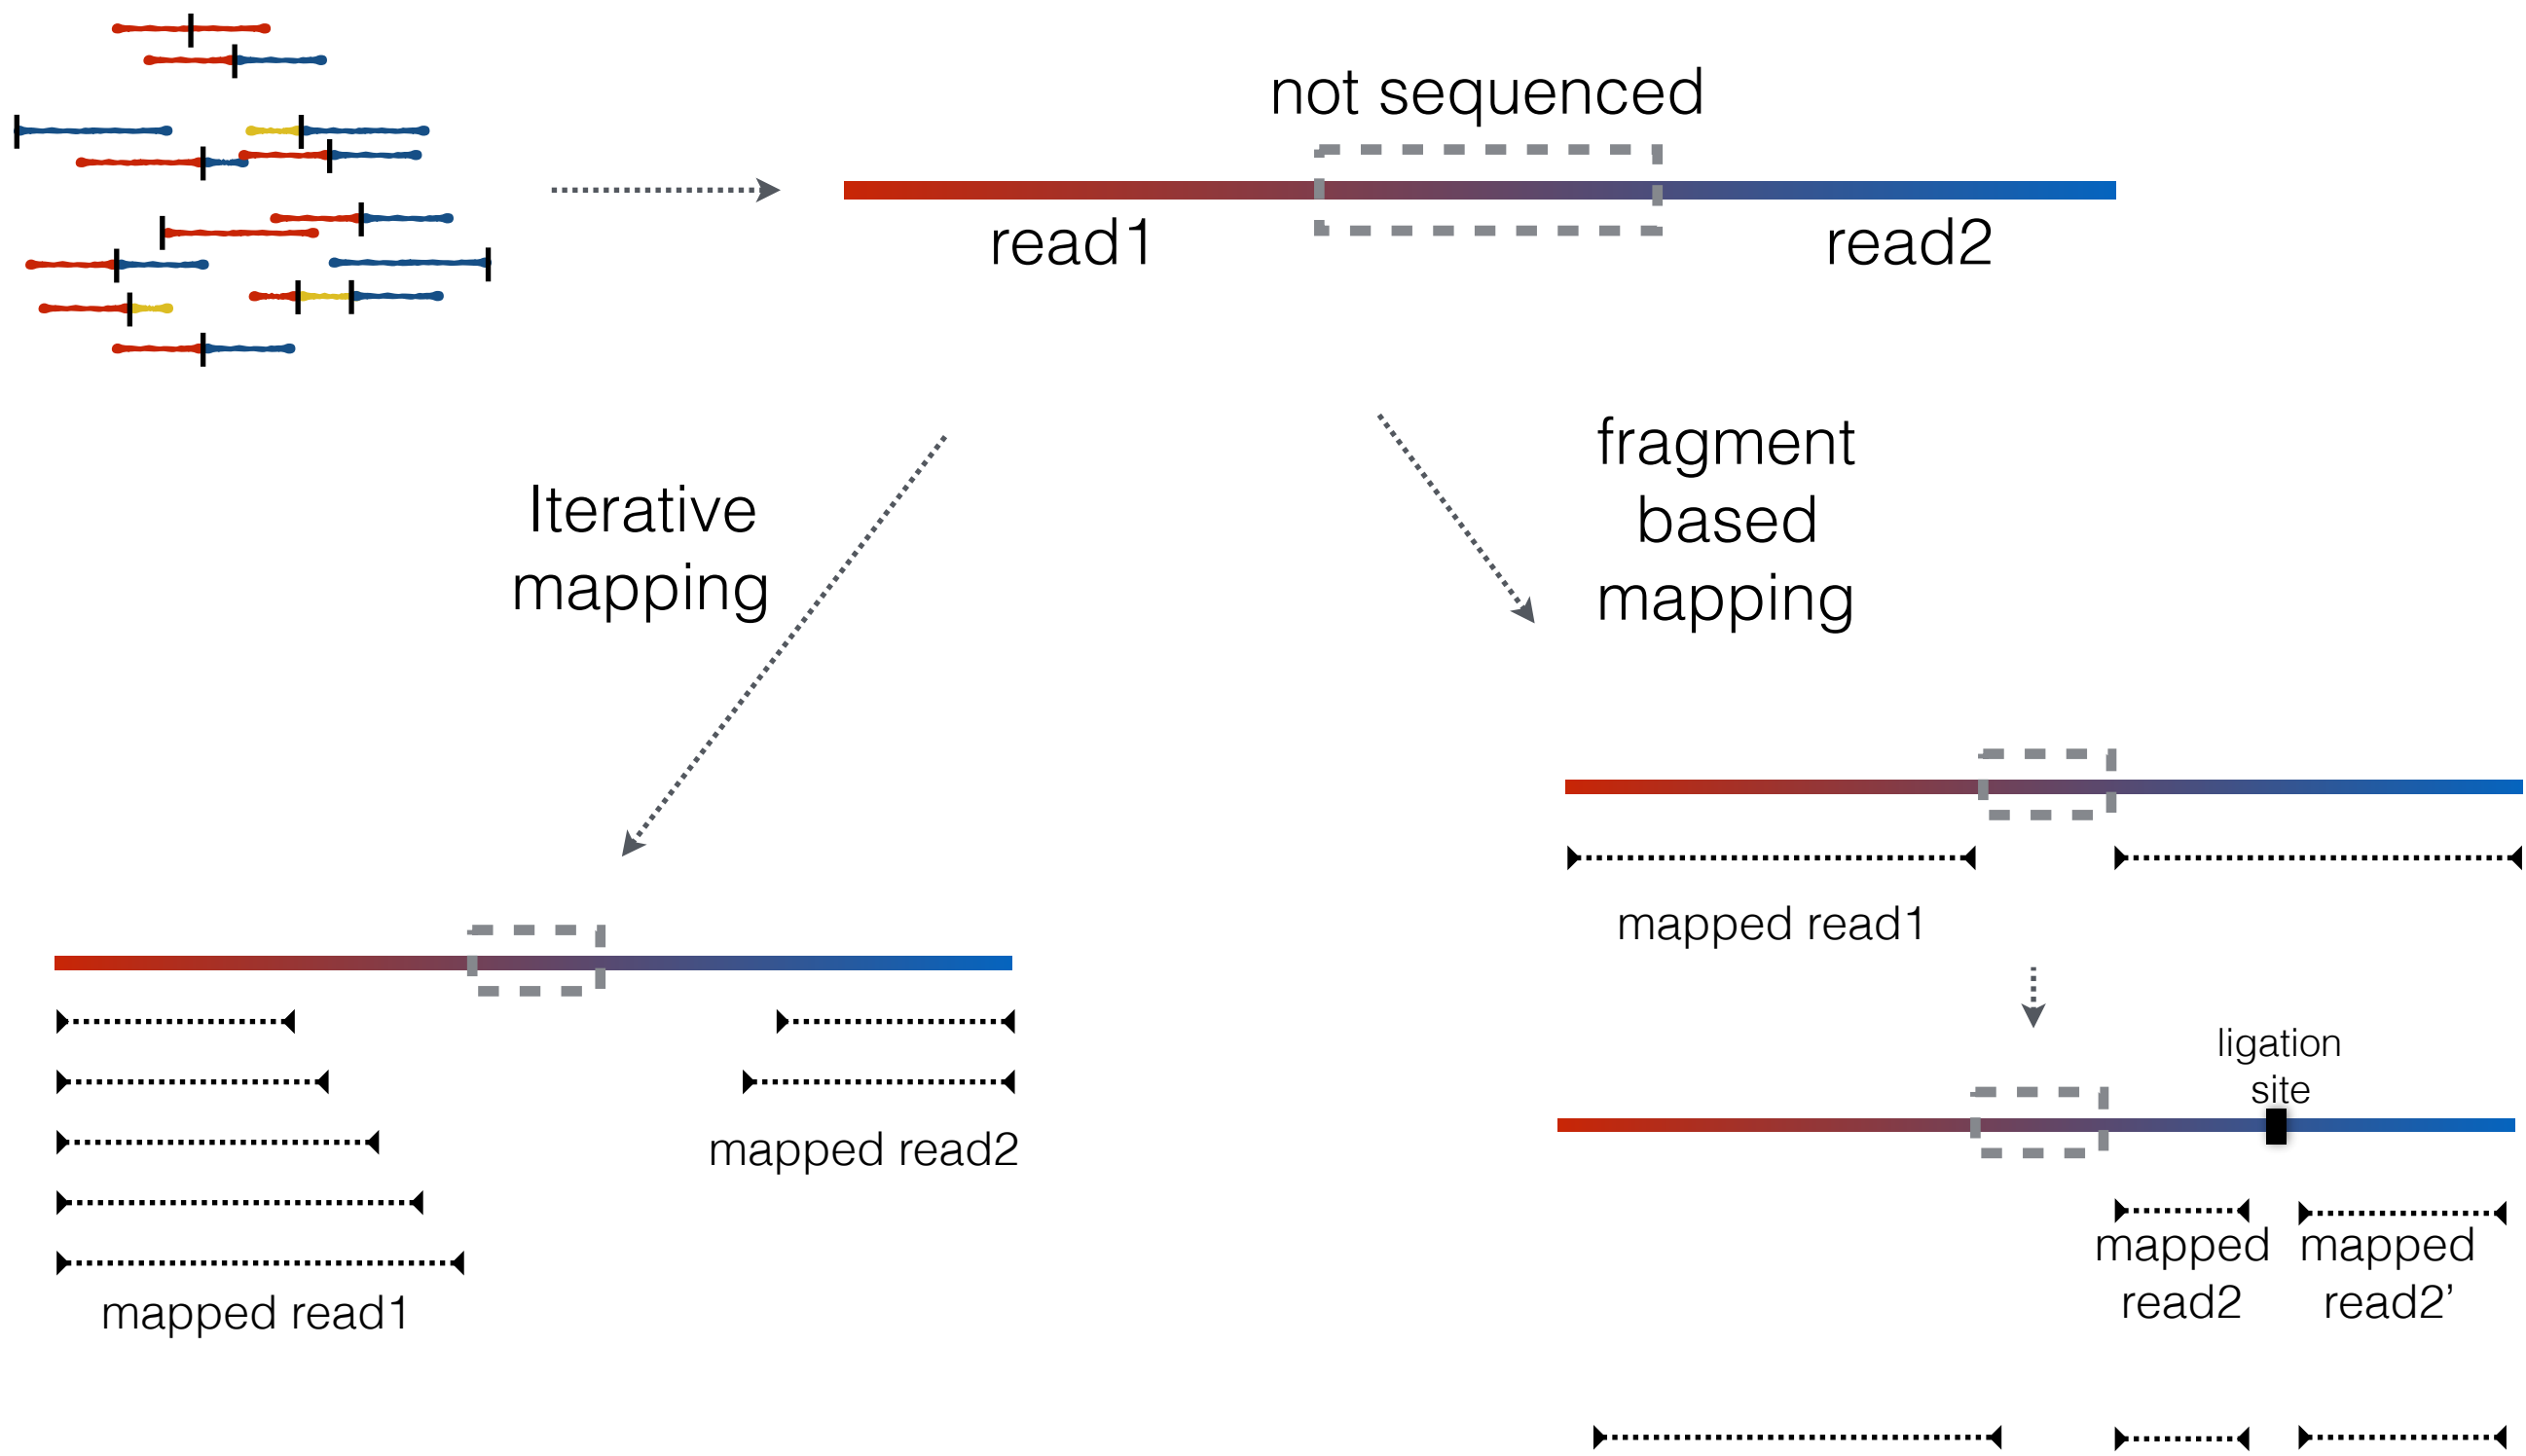 not sequenced
read1
read2
Iterative
mapping
fragment
based
mapping
mapped read1
mapped read2
mapped read1
ligation
site
mapped
read2
mapped
read2’